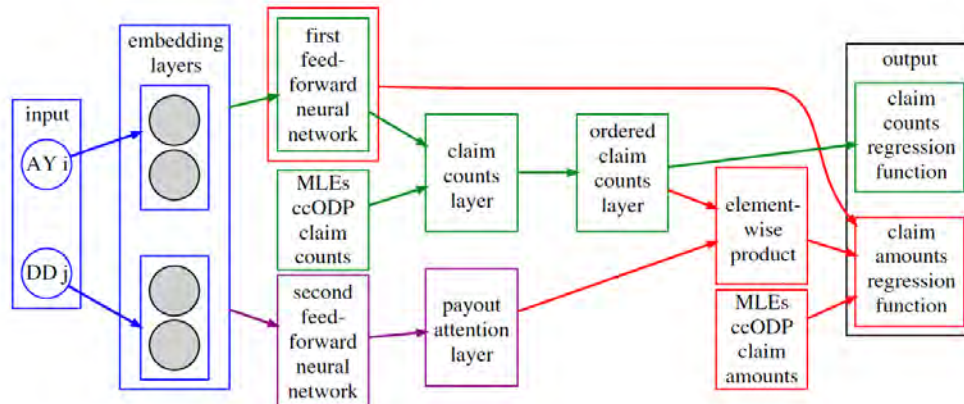 input
AY i
DD j
embedding
layers
first
feed-
forward
neural
network
MLEs
ccODP
claim
counts
second
feed-
forward
neural
network
claim
counts
layer
payout
attention
layer
ordered
claim
counts
layer
element-
wise
product
MLEs
ccODP
claim
amounts
output
claim
counts
regression
function
claim
amounts
regression
function